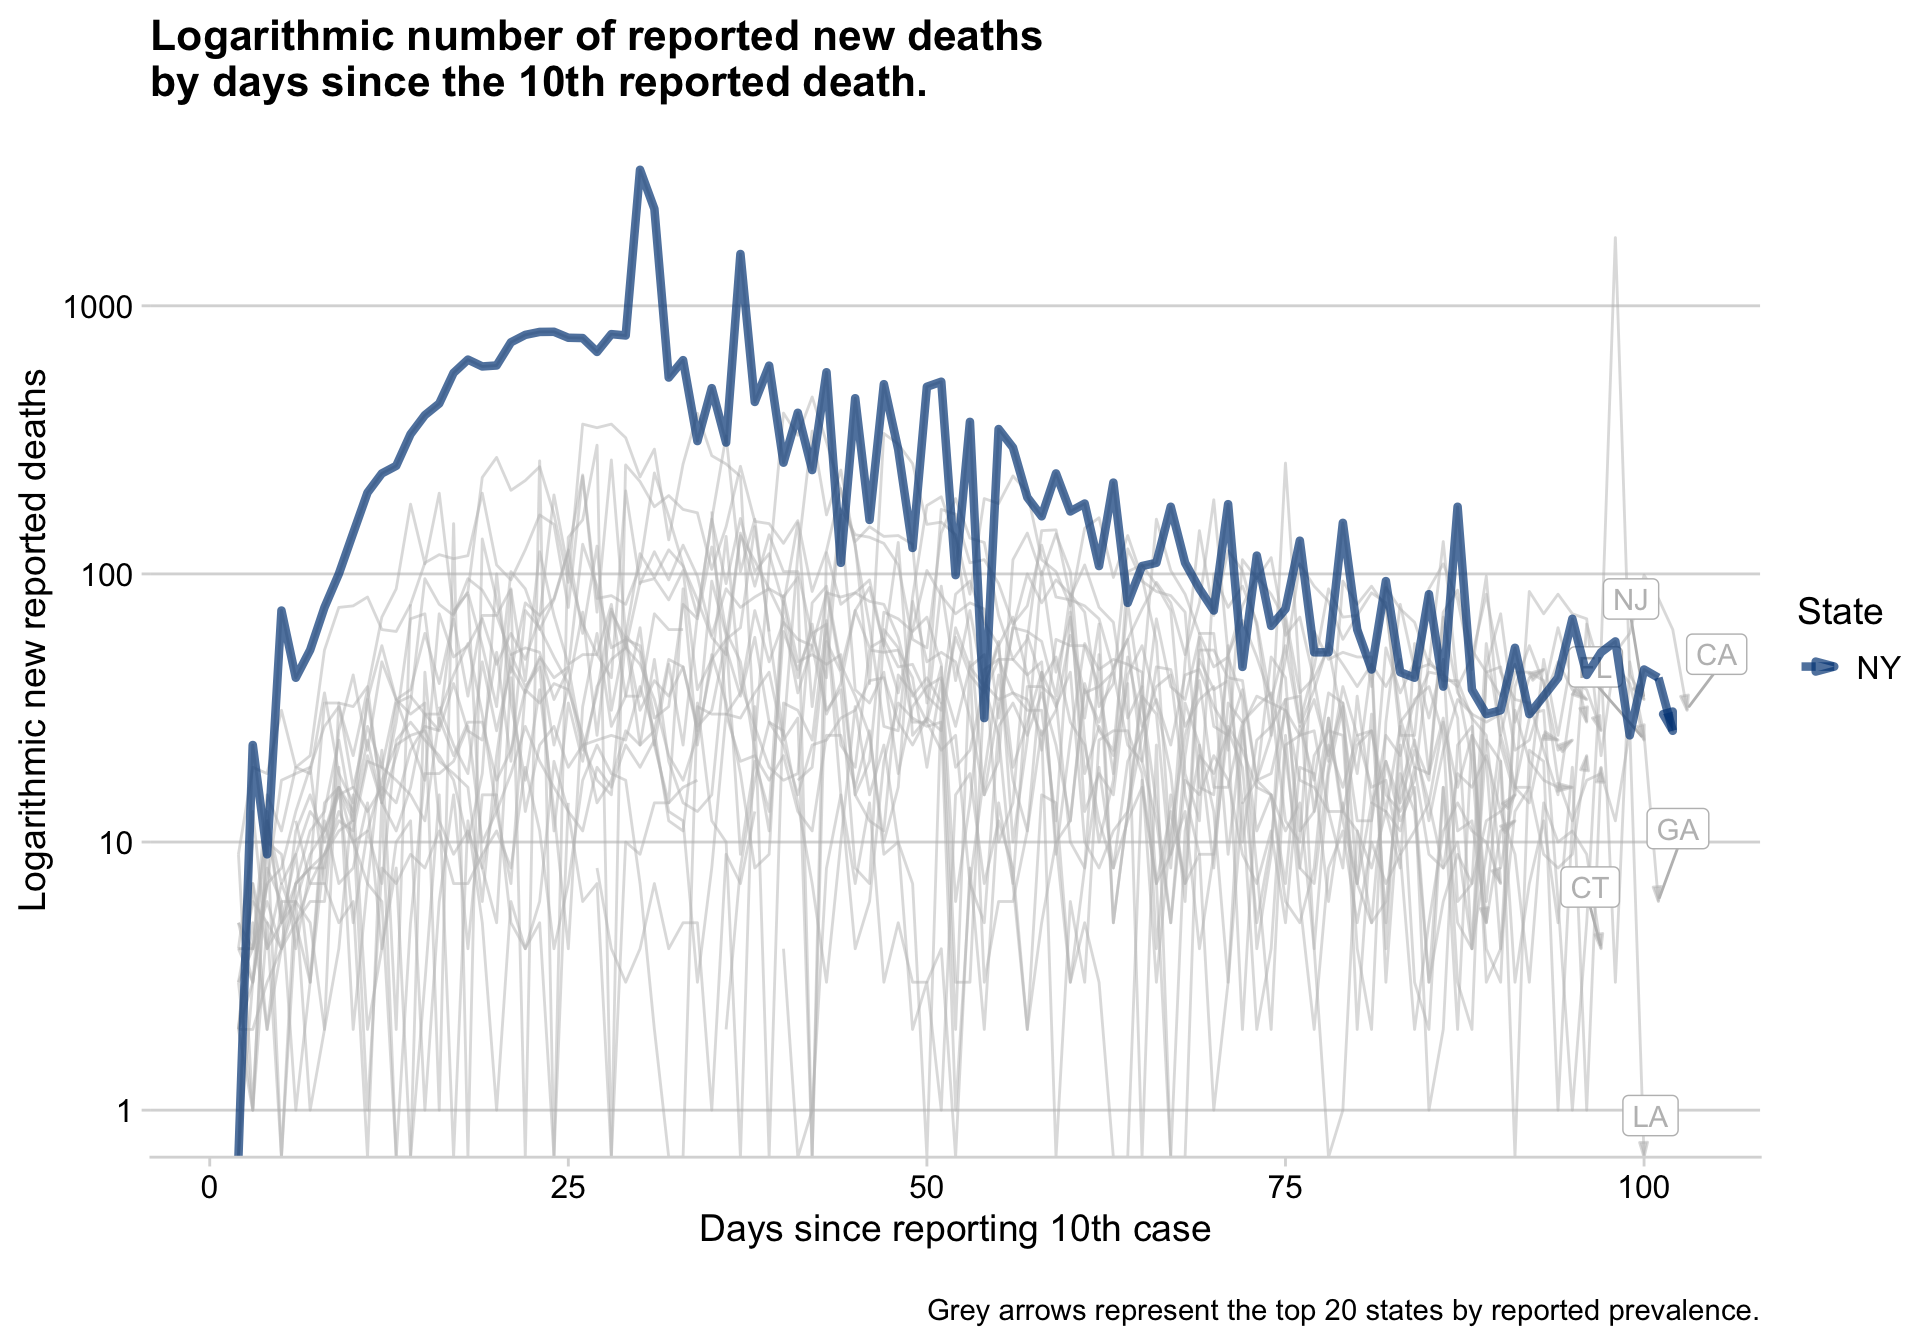 Logarithmic number of reported new deaths
by days since the 10th reported death.
Logarithmic new reported deaths
1000
100
10
1
0
25
50
75
100
Days since reporting 10th case
NJ
CA
GA
CT
LA
State
NY
Grey arrows represent the top 20 states by reported prevalence.